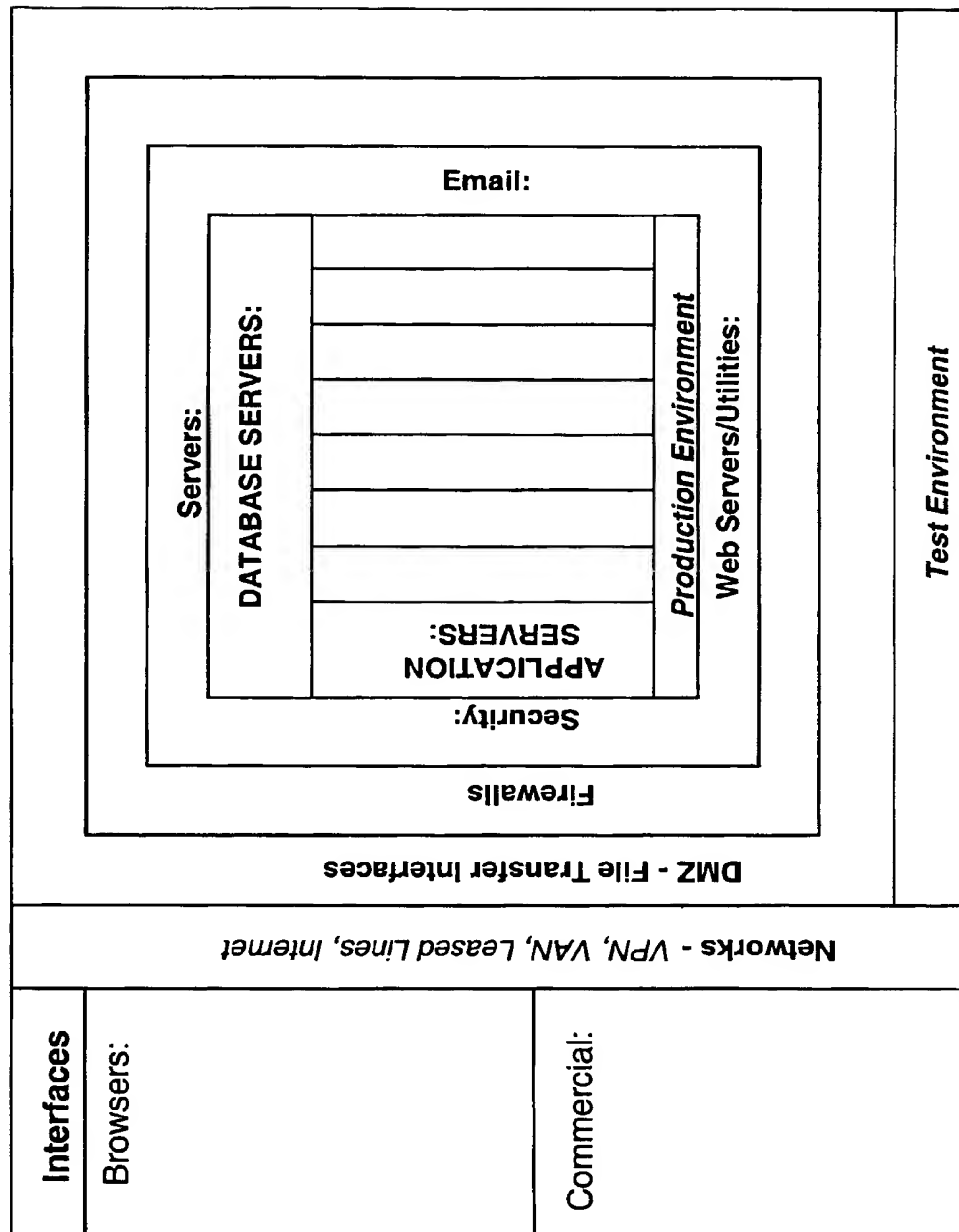 Interfaces
Browsers:
Commercial:
Networks - VPN, VAN, Leased Lines, Internet
DMZ - File Transfer Interfaces
Firewalls
Security:
Servers:
DATABASE SERVERS:
APPLICATION
SERVERS:
Production Environment
Web Servers/Utilities:
Email:
Test Environment